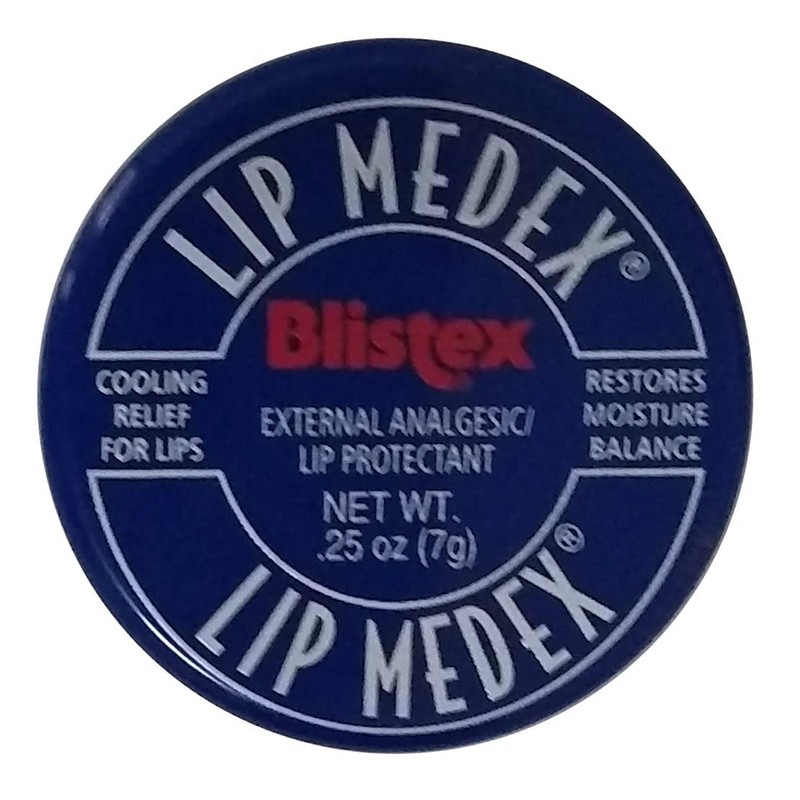 LIP MEDEX®
Blistex
COOLING
RELIEF
FOR LIPS
EXTERNAL ANALGESIC/
LIP PROTECTANT
RESTORES
MOISTURE
BALANCE
NET WT.
.25 oz (7g)
LIP MEDEX®